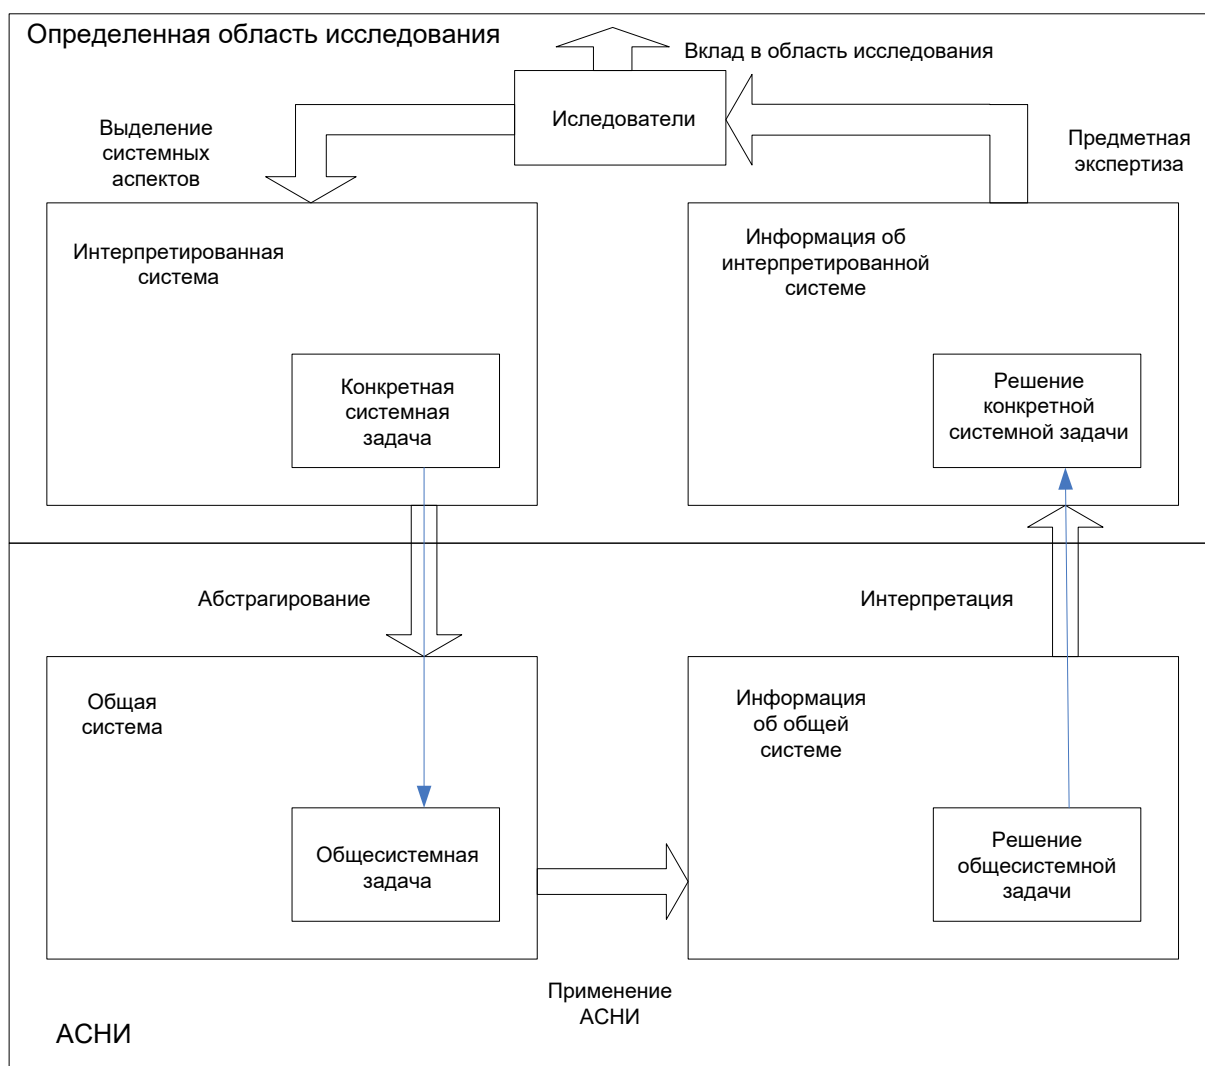 Определенная область исследования
Вклад в область исследования
Иследователи
Выделение
системных
аспектов
Предметная
экспертиза
Интерпретированная
система
Информация об
интерпретированной
системе
Конкретная
системная
задача
Решение
конкретной
системной задачи
Абстрагирование
Интерпретация
Общая
система
Информация
об общей
системе
Общесистемная
задача
Решение
общесистемной
задачи
Применение
АСНИ
АСНИ